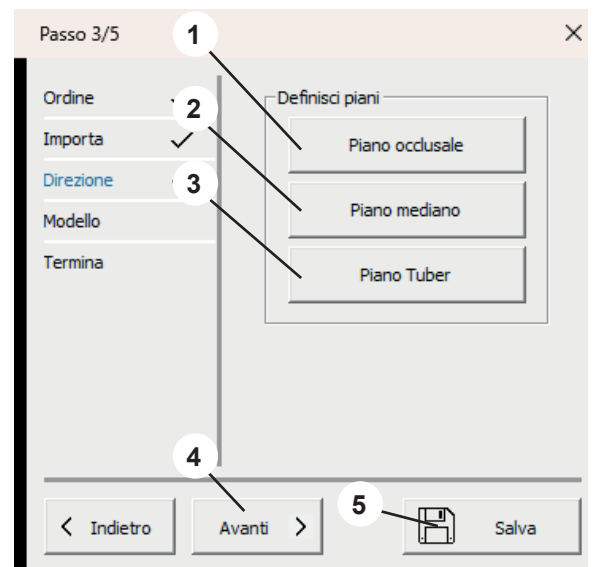 Passo 3/5
1
Ordine
Definisci piani
2
Importa
Piano occlusale
Direzione
3
Piano mediano
Modello
Termina
Piano Tuber
4
5
Indietro
Avanti
Salva